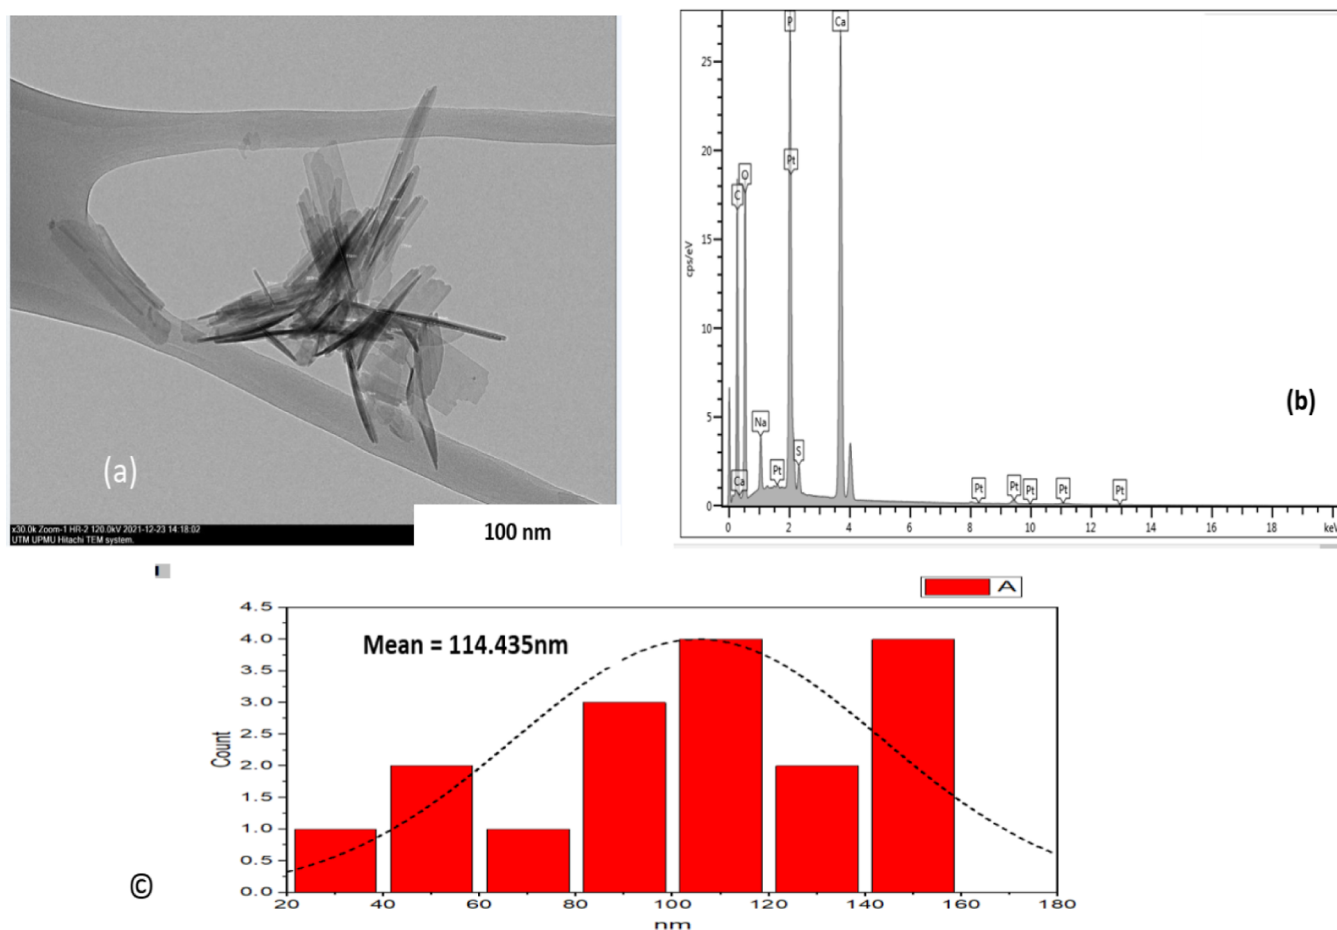 (a)
x30.0k Zoom-1 HR-2 120.0kV 2021-12-23 14:18:02
UTM UPMU Hitachi TEM system.
100 nm
P
Ca
25
20
Pt
O
C
15
cps/eV
10
(b)
5
Na
S
Pt
Ca
Pt
Pt
Pt
Pt
Pt
0
0 2 4 6 8 10 12 14 16 18 keV
A
Mean = 114.435nm
4.5
4.0
3.5
3.0
2.5
2.0
1.5
1.0
0.5
0.0
Count
©
20 40 60 80 100 120 140 160 180
nm